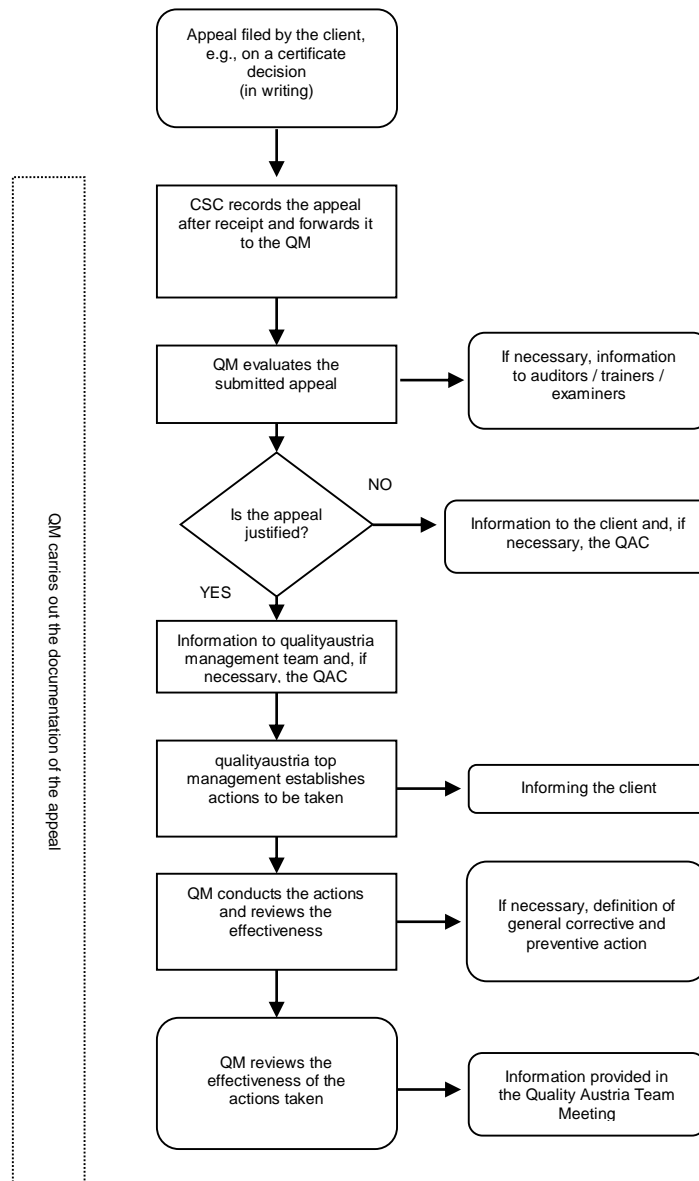 Appeal filed by the client,
e.g., on a certificate
decision
(in writing)
CSC records the appeal
after receipt and forwards it
to the QM
QM evaluates the
submitted appeal
If necessary, information
to auditors / trainers /
examiners
Is the appeal
justified?
NO
Information to the client and, if
necessary, the QAC
YES
Information to qualityaustria
management team and, if
necessary, the QAC
qualityaustria top
management establishes
actions to be taken
Informing the client
QM conducts the actions
and reviews the
effectiveness
If necessary, definition of
general corrective and
preventive action
QM reviews the
effectiveness of the
actions taken
Information provided in
the Quality Austria Team
Meeting
QM carries out the documentation of the appeal